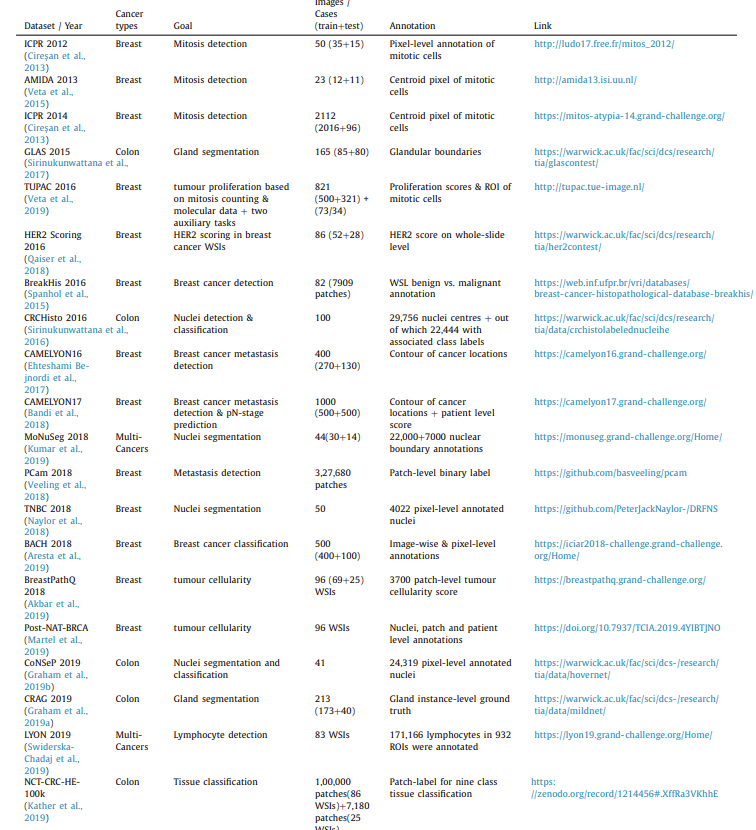 Images /
Cancer Cases
Dataset / Year types Goal (train+test) Annotation Link
ICPR 2012 Breast Mitosis detection 50 (35+15) Pixel-level annotation of http://ludo17.free.fr/mitos_2012/
(Cireşan et al., mitotic cells
2013)
AMIDA 2013 Breast Mitosis detection 23 (12+11) Centroid pixel of mitotic http://amida13.isi.uu.nl/
(Veta et al., cells
2015)
ICPR 2014 Breast Mitosis detection 2112 Centroid pixel of mitotic https://mitos-atypia-14.grand-challenge.org/
(Cireşan et al., (2016+96) cells
2013)
GLAS 2015 Colon Gland segmentation 165 (85+80) Glandular boundaries https://warwick.ac.uk/fac/sci/dcs/research/
(Sirinukunwattana et al., tia/glascontest/
2017)
TUPAC 2016 Breast tumour proliferation based 821 Proliferation scores & ROI of http://tupac.tue-image.nl/
(Veta et al., on mitosis counting & (500+321) + mitotic cells
2019) molecular data + two (73/34)
auxiliary tasks
HER2 Scoring Breast HER2 scoring in breast 86 (52+28) HER2 score on whole-slide https://warwick.ac.uk/fac/sci/dcs/research/
2016 cancer WSIs level tia/her2contest/
(Qaiser et al.,
2018)
BreakHis 2016 Breast Breast cancer detection 82 (7909 WSL benign vs. malignant https://web.inf.ufpr.br/vri/databases/
(Spanhol et al., patches) annotation breast-cancer-histopathological-database-breakhis/
2015)
CRCHisto 2016 Colon Nuclei detection & 100 29,756 nuclei centres + out https://warwick.ac.uk/fac/sci/dcs/research/
(Sirinukunwattana et al., classification of which 22,444 with tia/data/crchistolabelednucleihe
2016) associated class labels
CAMELYON16 Breast Breast cancer metastasis 400 Contour of cancer locations https://camelyon16.grand-challenge.org/
(Ehteshami Be- detection (270+130)
jnordi et al.,
2017)
CAMELYON17 Breast Breast cancer metastasis 1000 Contour of cancer https://camelyon17.grand-challenge.org/
(Bandi et al., detection & pN-stage (500+500) locations + patient level
2018) prediction score
MoNuSeg 2018 Multi- Nuclei segmentation 44(30+14) 22,000+7000 nuclear https://monuseg.grand-challenge.org/Home/
(Kumar et al., Cancers boundary annotations
2019)
PCam 2018 Breast Metastasis detection 3,27,680 Patch-level binary label https://github.com/basveeling/pcam
(Veeling et al., patches
2018)
TNBC 2018 Breast Nuclei segmentation 50 4022 pixel-level annotated https://github.com/PeterJackNaylor-/DRFNS
(Naylor et al., nuclei
2018)
BACH 2018 Breast Breast cancer classification 500 Image-wise & pixel-level https://iciar2018-challenge.grand-challenge.
(Aresta et al., (400+100) annotations org/Home/
2019)
BreastPathQ Breast tumour cellularity 96 (69+25) 3700 patch-level tumour https://breastpathq.grand-challenge.org/
2018 WSIs cellularity score
(Akbar et al.,
2019)
Post-NAT-BRCA Breast tumour cellularity 96 WSIs Nuclei, patch and patient https://doi.org/10.7937/TCIA.2019.4YIBTJNO
(Martel et al., level annotations
2019)
CoNSeP 2019 Colon Nuclei segmentation and 41 24,319 pixel-level annotated https://warwick.ac.uk/fac/sci/dcs-/research/
(Graham et al., classification nuclei tia/data/hovernet/
2019b)
CRAG 2019 Colon Gland segmentation 213 Gland instance-level ground https://warwick.ac.uk/fac/sci/dcs-/research/
(Graham et al., (173+40) truth tia/data/mildnet/
2019a)
LYON 2019 Multi- Lymphocyte detection 83 WSIs 171,166 lymphocytes in 932 https://lyon19.grand-challenge.org/Home/
(Swiderska- Cancers ROIs were annotated
Chadaj et al.,
2019)
NCT-CRC-HE- Colon Tissue classification 1,00,000 Patch-label for nine class https:
100k patches(86 tissue classification //zenodo.org/record/1214456#.XffRa3VKhhE
(Kather et al., WSIs)+7,180
2019) patches(25
WSIs)